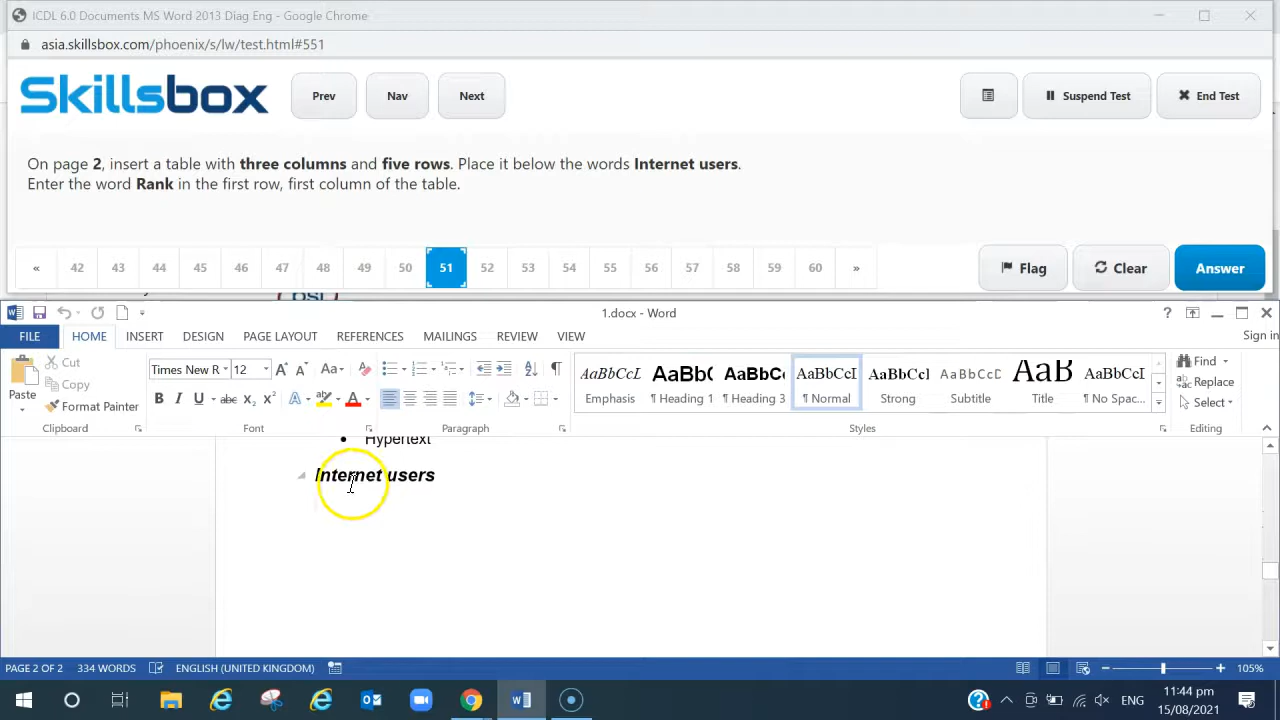 ICDL 6.0 Documents MS Word 2013 Diag Eng - Google Chrome
asia.skillsbox.com/phoenix/s/lw/test.html#551
Skillsbox
Prev
Nav
Next
Suspend Test
End Test
On page 2, insert a table with three columns and five rows. Place it below the words Internet users.
Enter the word Rank in the first row, first column of the table.
« 42 43 44 45 46 47 48 49 50 51 52 53 54 55 56 57 58 59 60 »
Flag
Clear
Answer
1.docx - Word
Sign in
FILE HOME INSERT DESIGN PAGE LAYOUT REFERENCES MAILINGS REVIEW VIEW
Paste
Cut
Copy
Format Painter
Clipboard
Times New R 12
Font
Paragraph
AaBbCcL AaBb( AaBbC AaBbCcI AaBbCcl AaBbCcD AaB AaBbCcI
Emphasis ¶ Heading 1 ¶ Heading 3 ¶ Normal Strong Subtitle Title ¶ No Spac...
Styles
Find
Replace
Select
Editing
Hypertext
Internet users
PAGE 2 OF 2 334 WORDS ENGLISH (UNITED KINGDOM) 105%
ENG
11:44 pm
15/08/2021